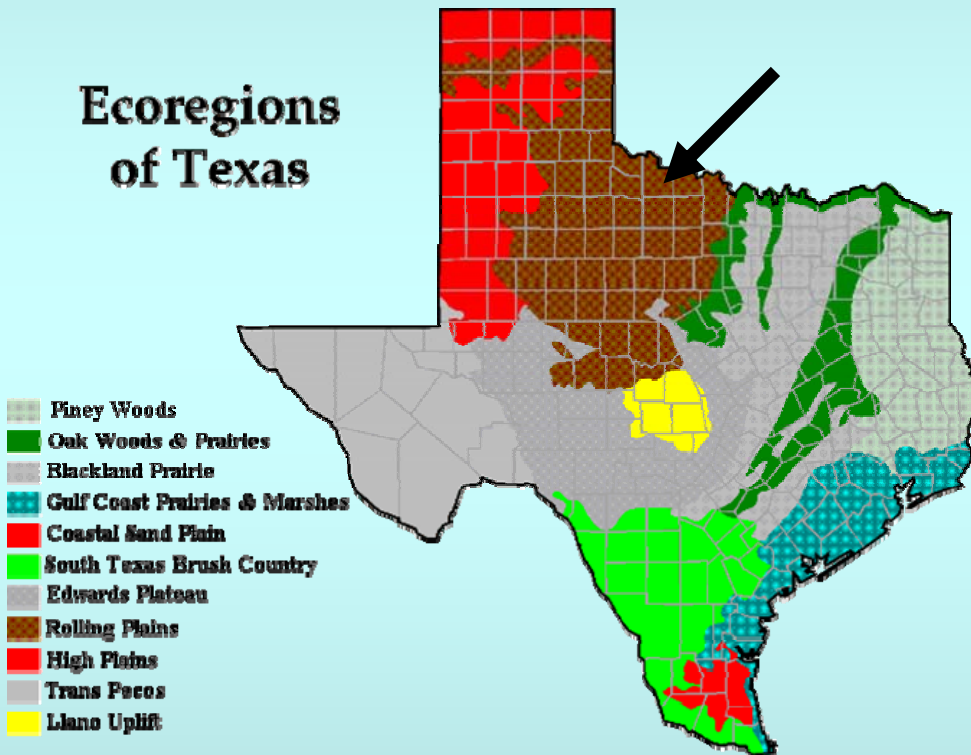 Ecoregions
of Texas
Piney Woods
Oak Woods & Prairies
Blackland Prairie
Gulf Coast Prairies & Marshes
Coastal Sand Plain
South Texas Brush Country
Edwards Plateau
Rolling Plains
High Plains
Trans Pecos
Llano Uplift